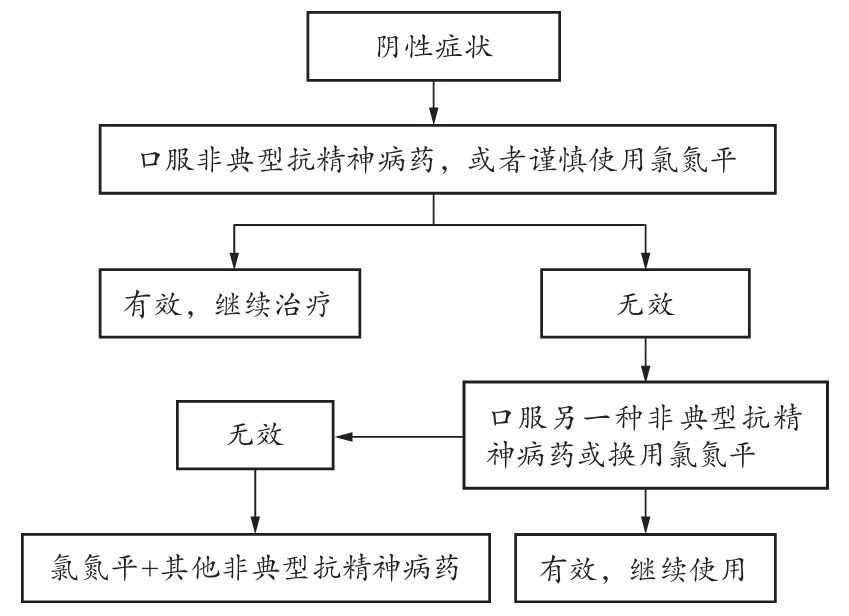 阴性症状
口服非典型抗精神病药，或者谨慎使用氯氮平
有效，继续治疗
无效
口服另一种非典型抗精
神病药或换用氯氮平
无效
氯氮平+其他非典型抗精神病药
有效，继续使用